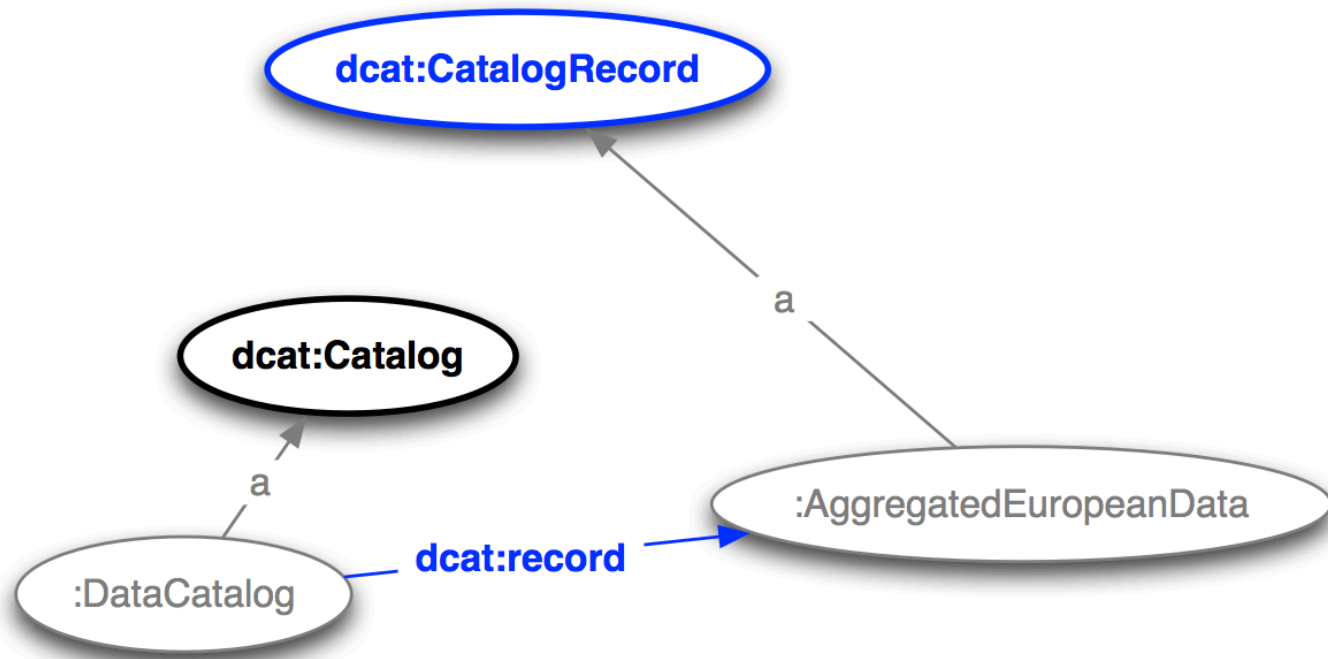 dcat:CatalogRecord
a
dcat:Catalog
a
:AggregatedEuropeanData
dcat:record
:DataCatalog